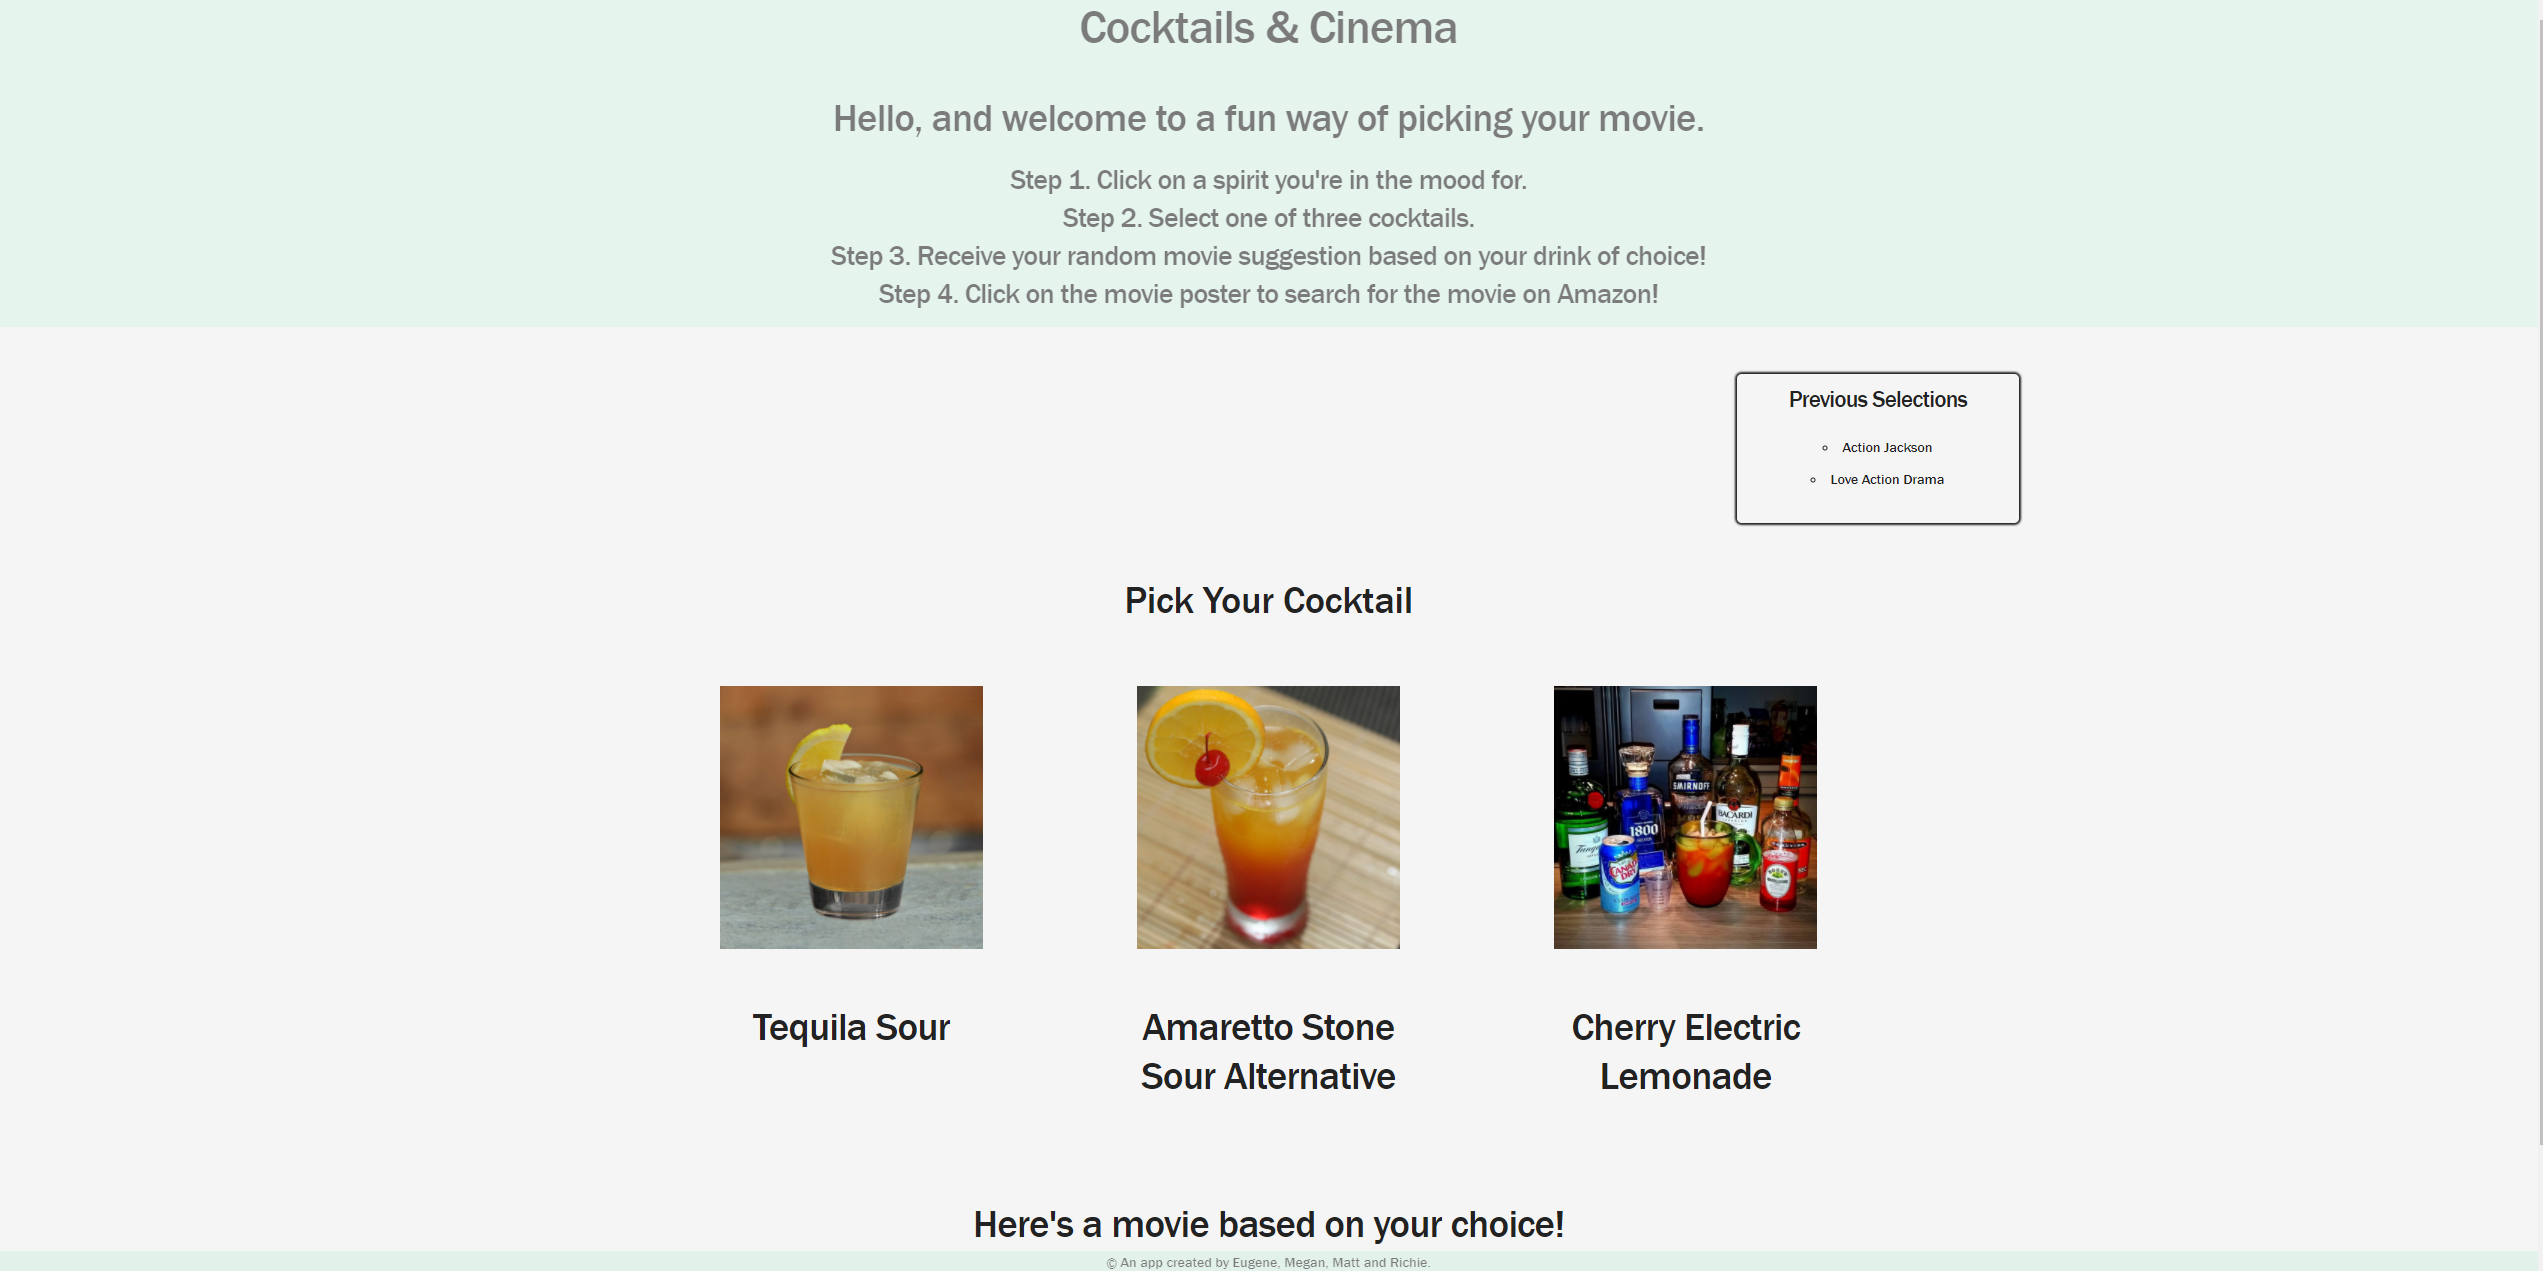 Cocktails & Cinema
Hello, and welcome to a fun way of picking your movie.
Step 1. Click on a spirit you're in the mood for.
Step 2. Select one of three cocktails.
Step 3. Receive your random movie suggestion based on your drink of choice!
Step 4. Click on the movie poster to search for the movie on Amazon!
Previous Selections
Action Jackson
Love Action Drama
Pick Your Cocktail
SMIRNOFF
BACARDI
1800
CANADA
DRY
Tequila Sour
Amaretto Stone
Sour Alternative
Cherry Electric
Lemonade
Here's a movie based on your choice!
© An app created by Eugene, Megan, Matt and Richie.